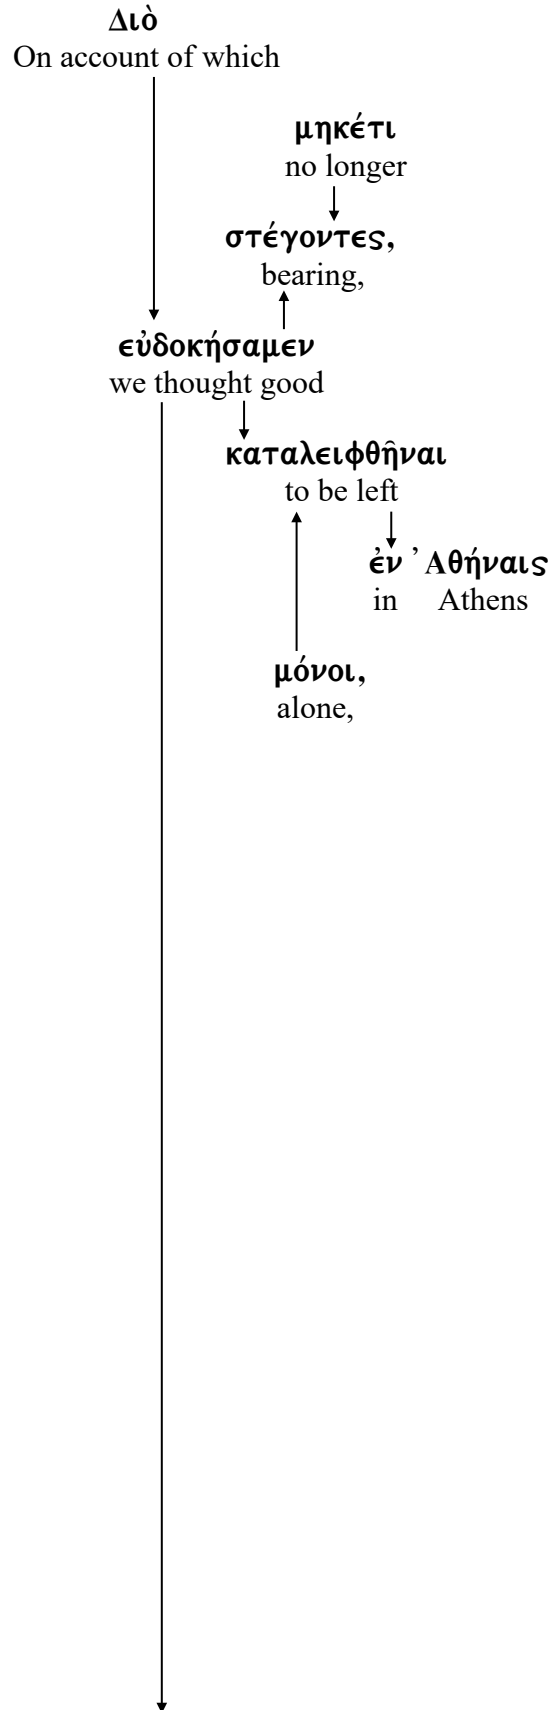 Διὸ
On account of which
μηκέτι
no longer
στέγοντες,
bearing,
εὐδοκήσαμεν
we thought good
καταλειφθῆναι
to be left
ἐν ᾿Αθήναις
in Athens
μόνοι,
alone,